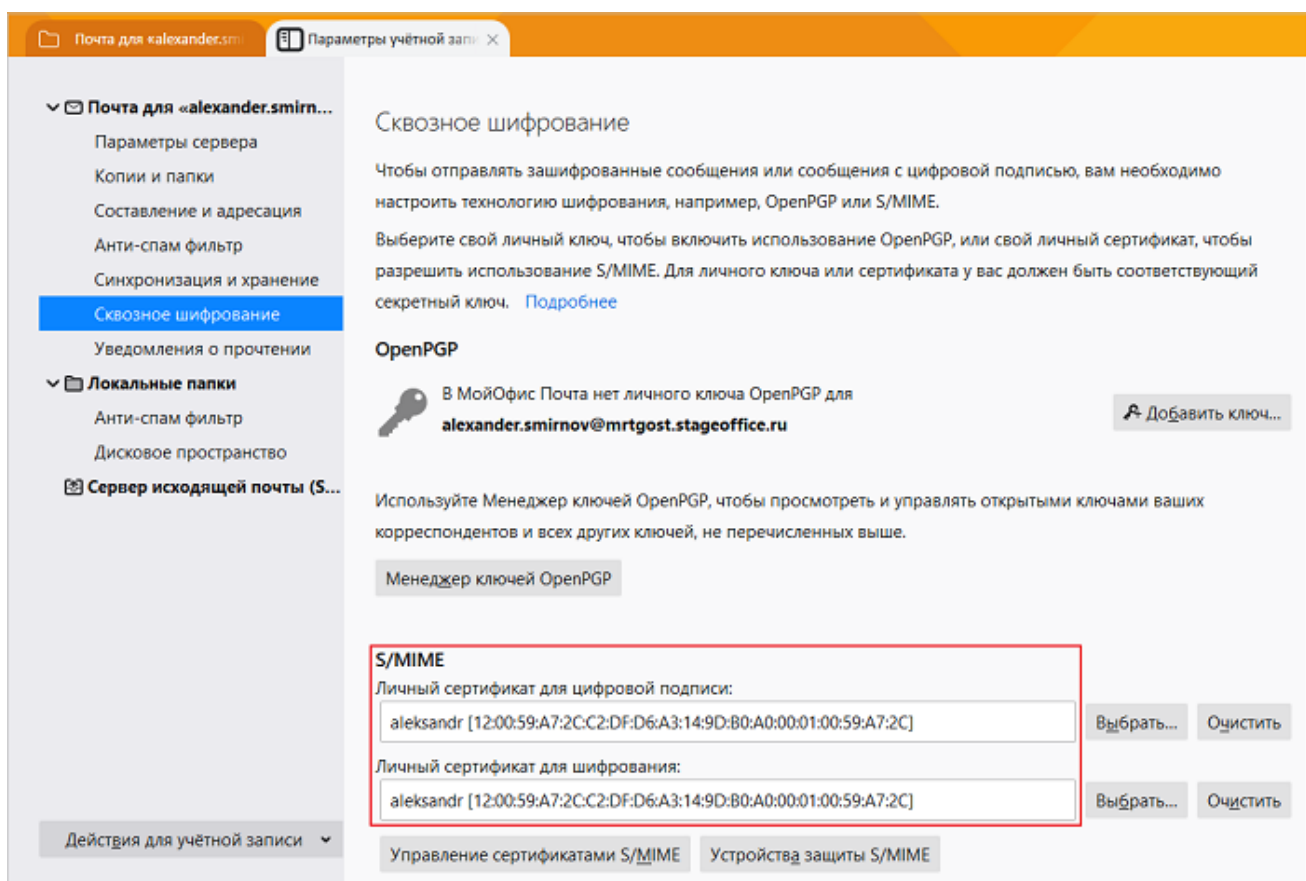 Почта для «alexander.smi
Параметры учётной запи
Почта для «alexander.smirn...
Параметры сервера
Копии и папки
Составление и адресация
Анти-спам фильтр
Синхронизация и хранение
Сквозное шифрование
Уведомления о прочтении
Локальные папки
Анти-спам фильтр
Дисковое пространство
Сервер исходящей почты (S...
Действия для учётной записи
Сквозное шифрование
Чтобы отправлять зашифрованные сообщения или сообщения с цифровой подписью, вам необходимо
настроить технологию шифрования, например, OpenPGP или S/MIME.
Выберите свой личный ключ, чтобы включить использование OpenPGP, или свой личный сертификат, чтобы
разрешить использование S/MIME. Для личного ключа или сертификата у вас должен быть соответствующий
секретный ключ. Подробнее
OpenPGP
В МойОфис Почта нет личного ключа OpenPGP для
alexander.smirnov@mrtgost.stageoffice.ru
Добавить ключ...
Используйте Менеджер ключей OpenPGP, чтобы просмотреть и управлять открытыми ключами ваших
корреспондентов и всех других ключей, не перечисленных выше.
Менеджер ключей OpenPGP
S/MIME
Личный сертификат для цифровой подписи:
aleksandr [12:00:59:A7:2C:C2:DF:D6:A3:14:9D:B0:A0:00:01:00:59:A7:2C]
Выбрать... Очистить
Личный сертификат для шифрования:
aleksandr [12:00:59:A7:2C:C2:DF:D6:A3:14:9D:B0:A0:00:01:00:59:A7:2C]
Выбрать... Очистить
Управление сертификатами S/MIME Устройства защиты S/MIME